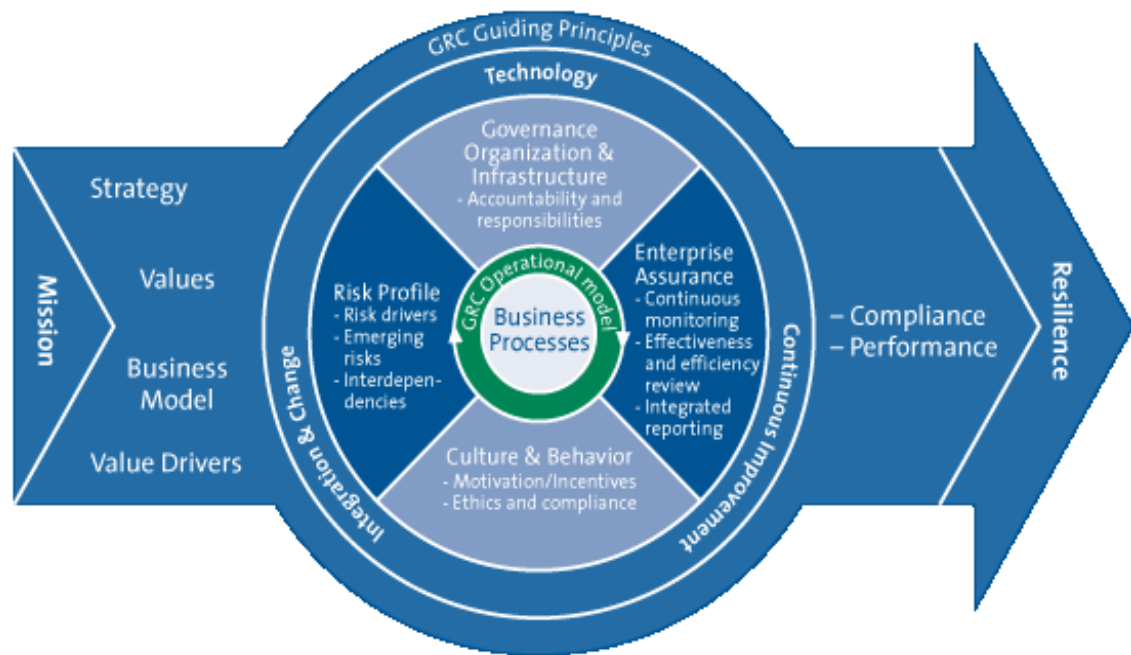 GRC Guiding Principles
Technology
Governance
Organization &
Infrastructure
- Accountability and
responsibilities
Mission
Strategy
Values
Business
Model
Value Drivers
Integration & Change
Risk Profile
- Risk drivers
- Emerging
risks
- Interdepen-
dencies
GRC Operational model
Business
Processes
Enterprise
Assurance
- Continuous
monitoring
- Effectiveness
and efficiency
review
- Integrated
reporting
Culture & Behavior
- Motivation/Incentives
- Ethics and compliance
Continuous Improvement
– Compliance
– Performance
Resilience